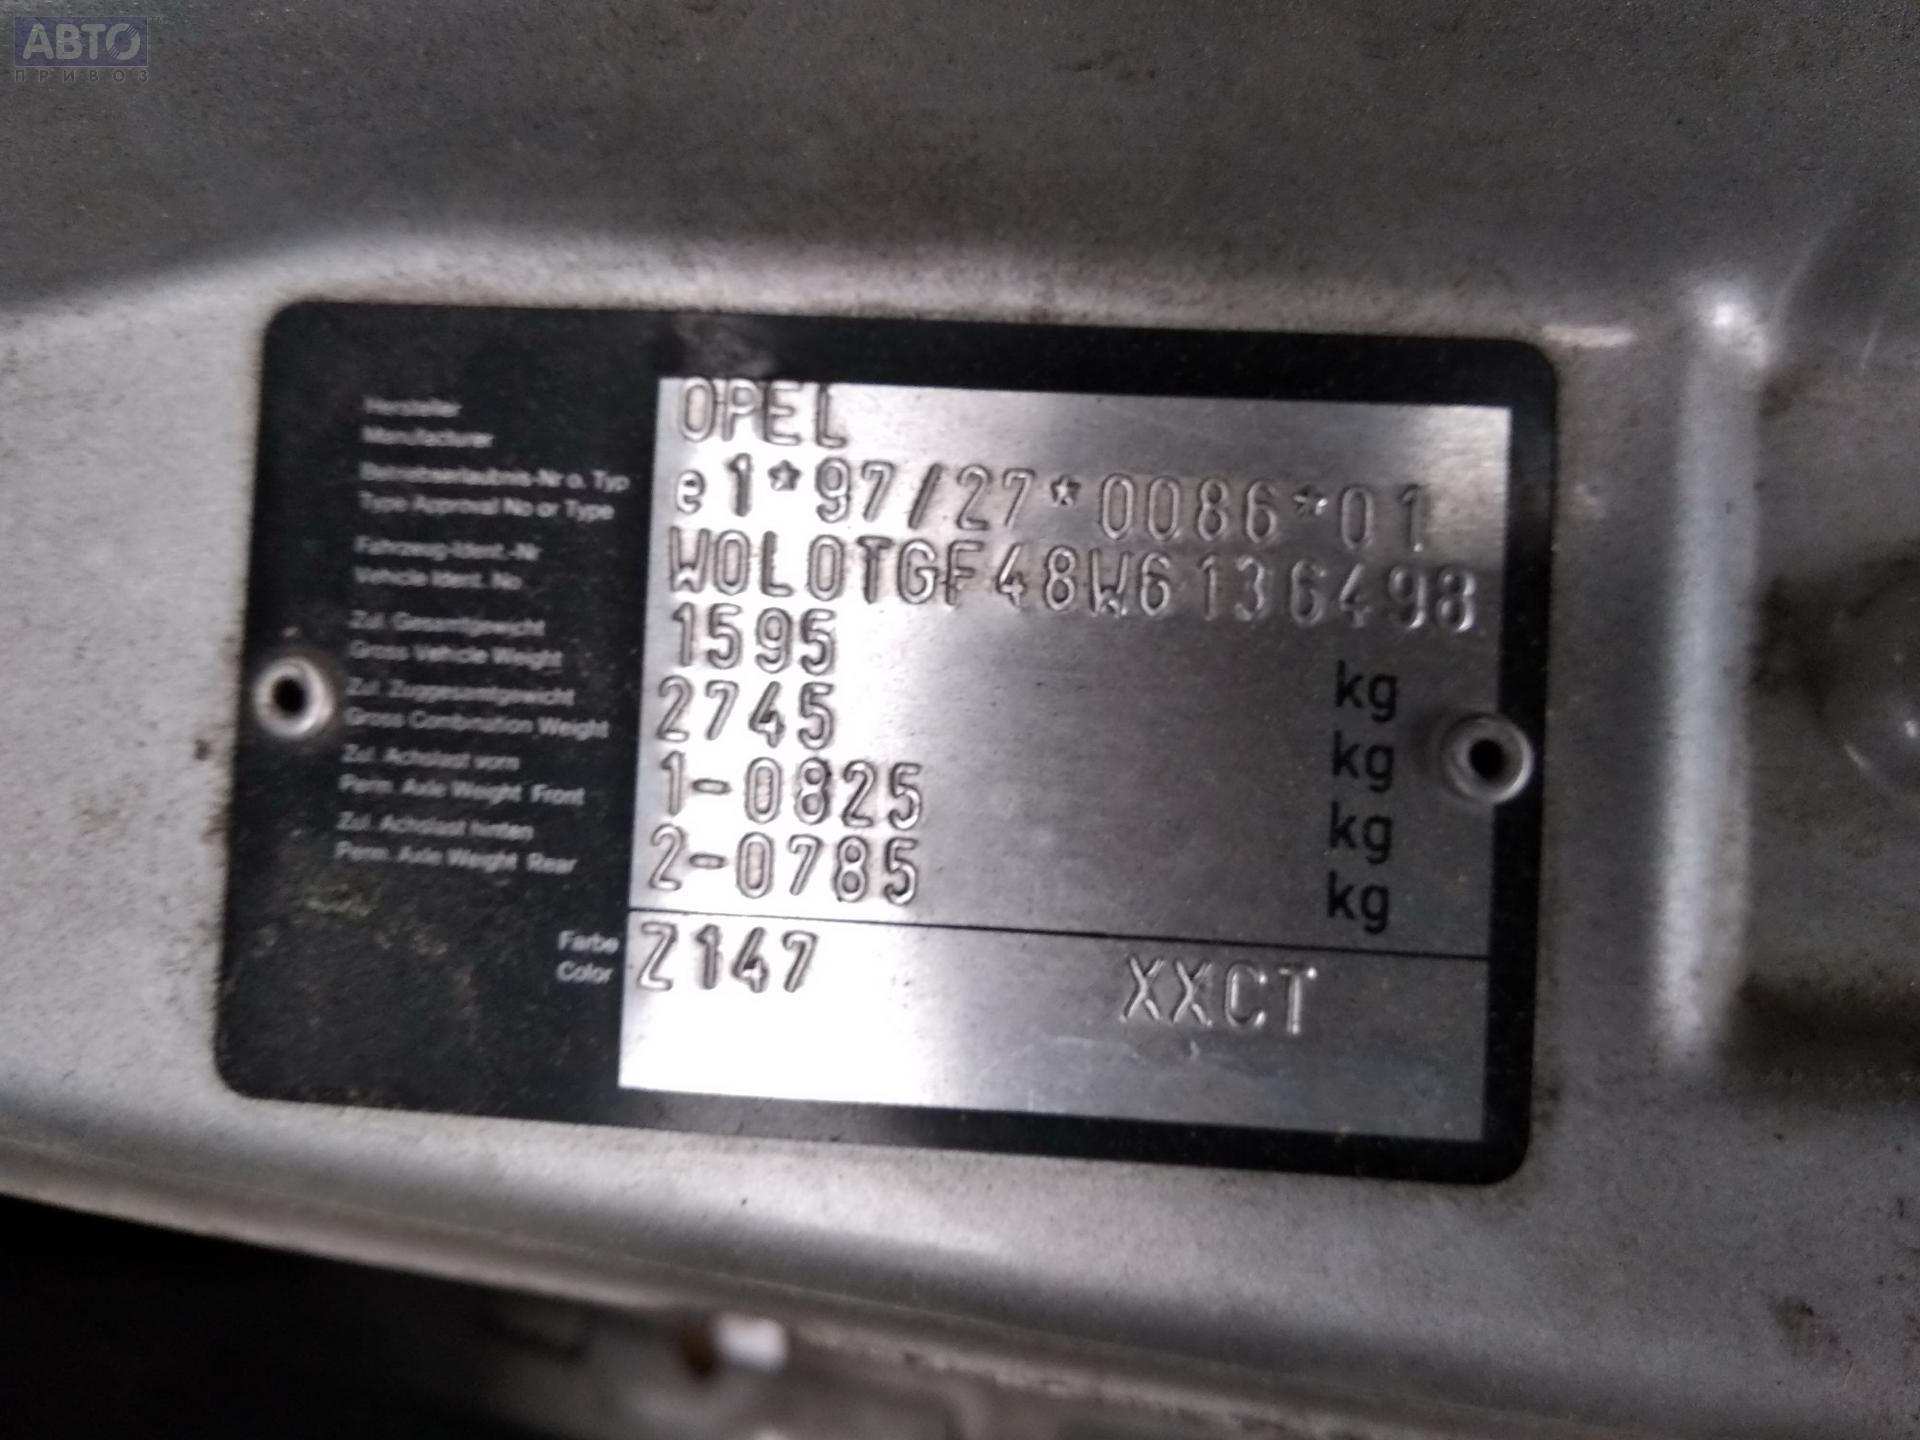 АВТО
ПРИВОЗ
Hersteller
Manufacturer
OPEL
Betriebserlaubnis-Nr o. Typ
Type Approval No or Type
e1*97/27*0086*01
Fahrzeug-Ident.-Nr
Vehicle Ident. No
W0L0TGF48W6136498
Zul. Gesamtgewicht
Gross Vehicle Weight
1595 kg
Zul. Zuggesamtgewicht
Gross Combination Weight
2745 kg
Zul. Achslast vorn
Perm. Axle Weight Front
1-0825 kg
Zul. Achslast hinten
Perm. Axle Weight Rear
2-0785 kg
Farbe
Color
Z147 XXCT